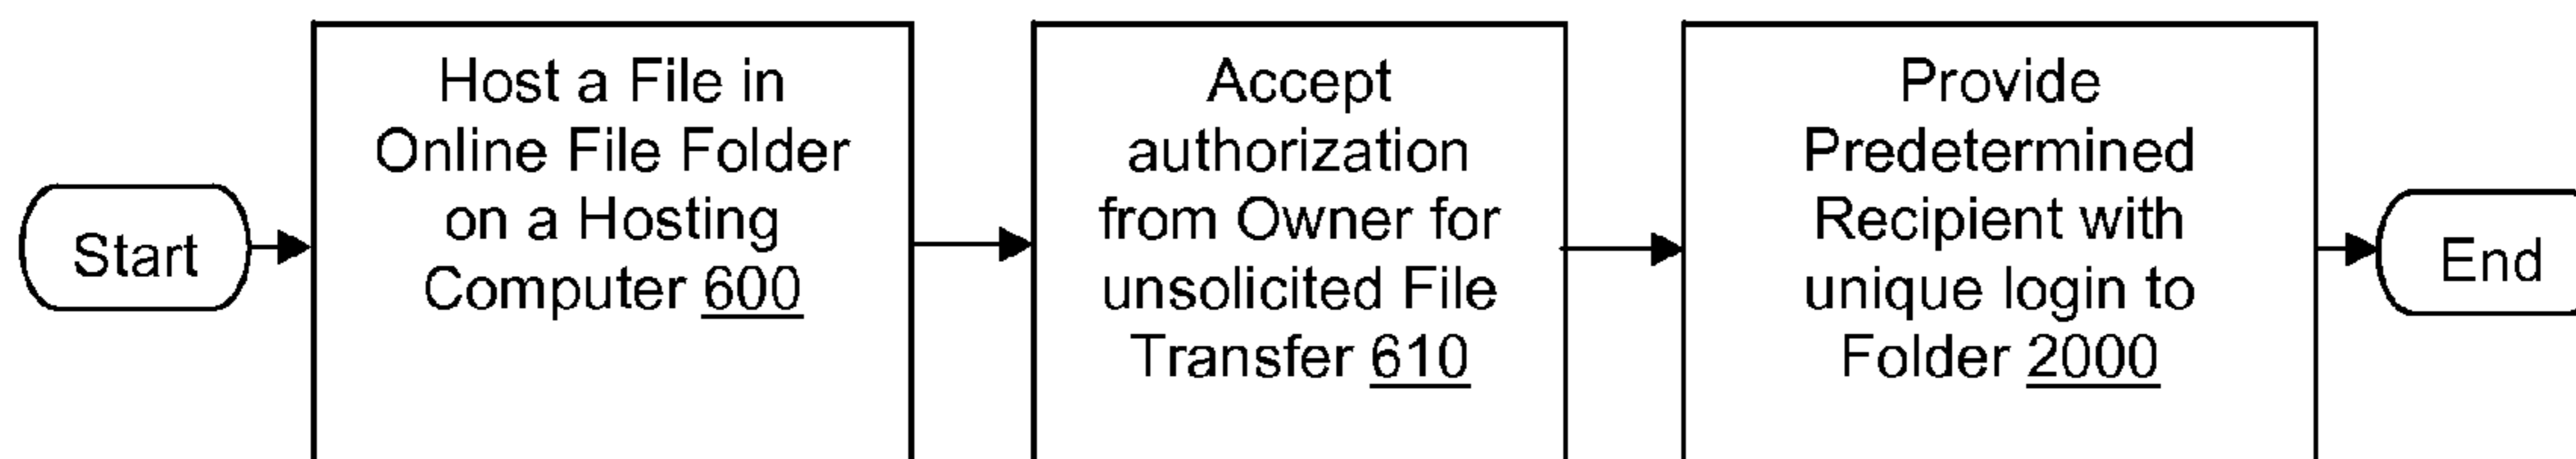 Start
Host a File in
Online File Folder
on a Hosting
Computer 600
Accept
authorization
from Owner for
unsolicited File
Transfer 610
Provide
Predetermined
Recipient with
unique login to
Folder 2000
End